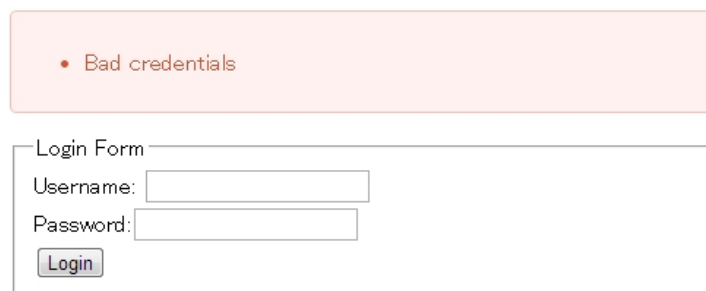 Bad credentials
Login Form
Username:
Password:
Login